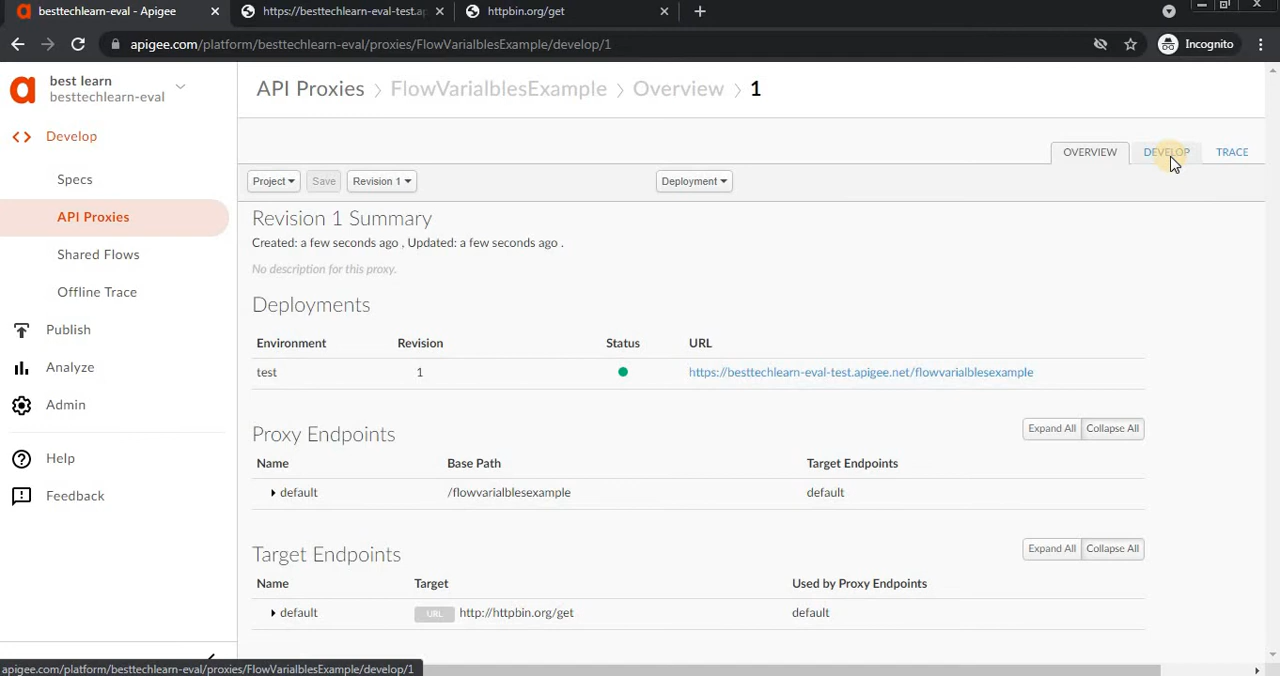 besttechlearn-eval - Apigee
https://besttechlearn-eval-test.ap
httpbin.org/get
apigee.com/platform/besttechlearn-eval/proxies/FlowVarialblesExample/develop/1
Incognito
best learn
besttechlearn-eval
API Proxies > FlowVarialblesExample > Overview > 1
Develop
OVERVIEW DEVELOP TRACE
Specs
Project Save Revision 1 Deployment
API Proxies
Revision 1 Summary
Created: a few seconds ago , Updated: a few seconds ago .
Shared Flows
No description for this proxy.
Offline Trace
Deployments
Publish
Environment Revision Status URL
Analyze
test 1 https://besttechlearn-eval-test.apigee.net/flowvarialblesexample
Admin
Proxy Endpoints Expand All Collapse All
Help
Name Base Path Target Endpoints
Feedback
default /flowvarialblesexample default
Target Endpoints Expand All Collapse All
Name Target Used by Proxy Endpoints
default URL http://httpbin.org/get default
apigee.com/platform/besttechlearn-eval/proxies/FlowVarialblesExample/develop/1